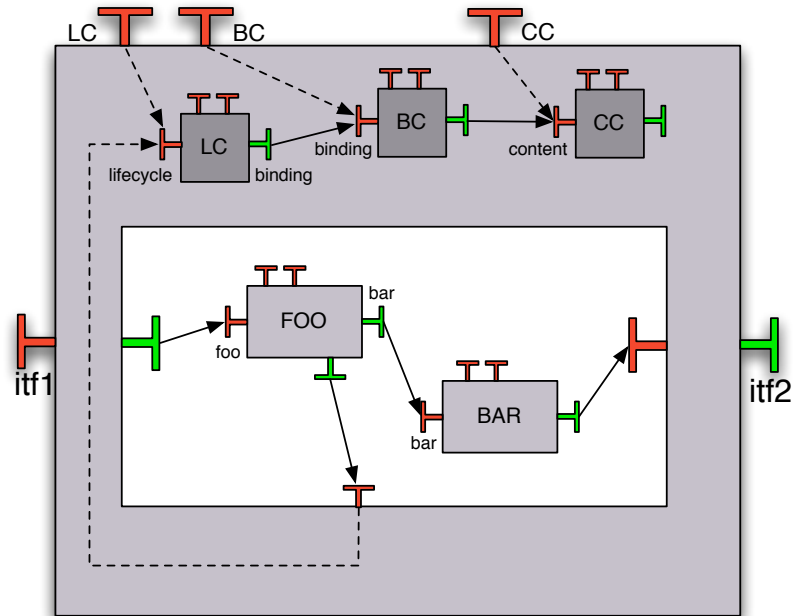 LC
BC
CC
LC
BC
CC
lifecycle
binding
binding
content
FOO
bar
foo
itf1
itf2
BAR
bar